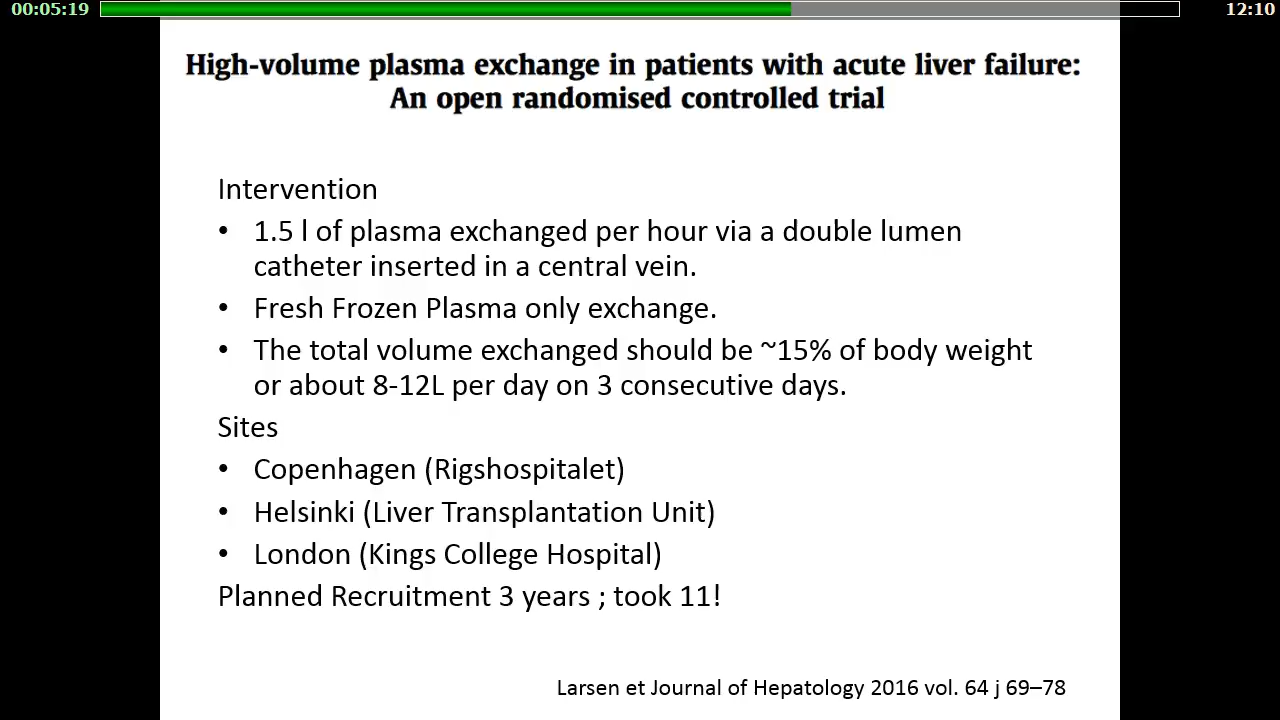 00:05:19
12:10
High-volume plasma exchange in patients with acute liver failure:
An open randomised controlled trial
Intervention
• 1.5 l of plasma exchanged per hour via a double lumen
catheter inserted in a central vein.
• Fresh Frozen Plasma only exchange.
• The total volume exchanged should be ~15% of body weight
or about 8-12L per day on 3 consecutive days.
Sites
• Copenhagen (Rigshospitalet)
• Helsinki (Liver Transplantation Unit)
• London (Kings College Hospital)
Planned Recruitment 3 years ; took 11!
Larsen et Journal of Hepatology 2016 vol. 64 j 69–78